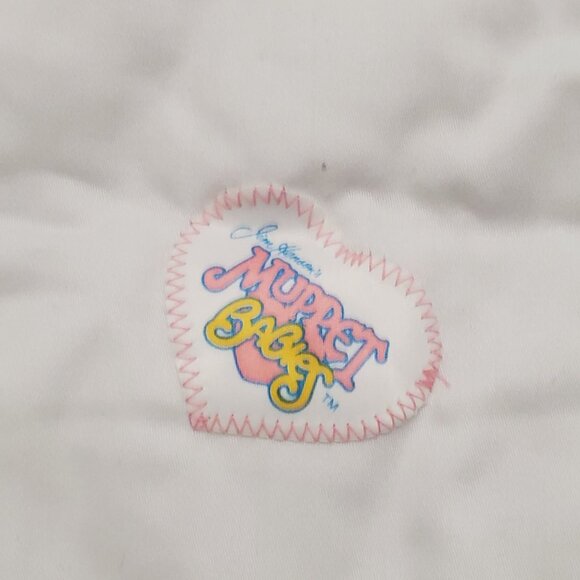 Jim Henson's
MUPPET
BABIES
TM